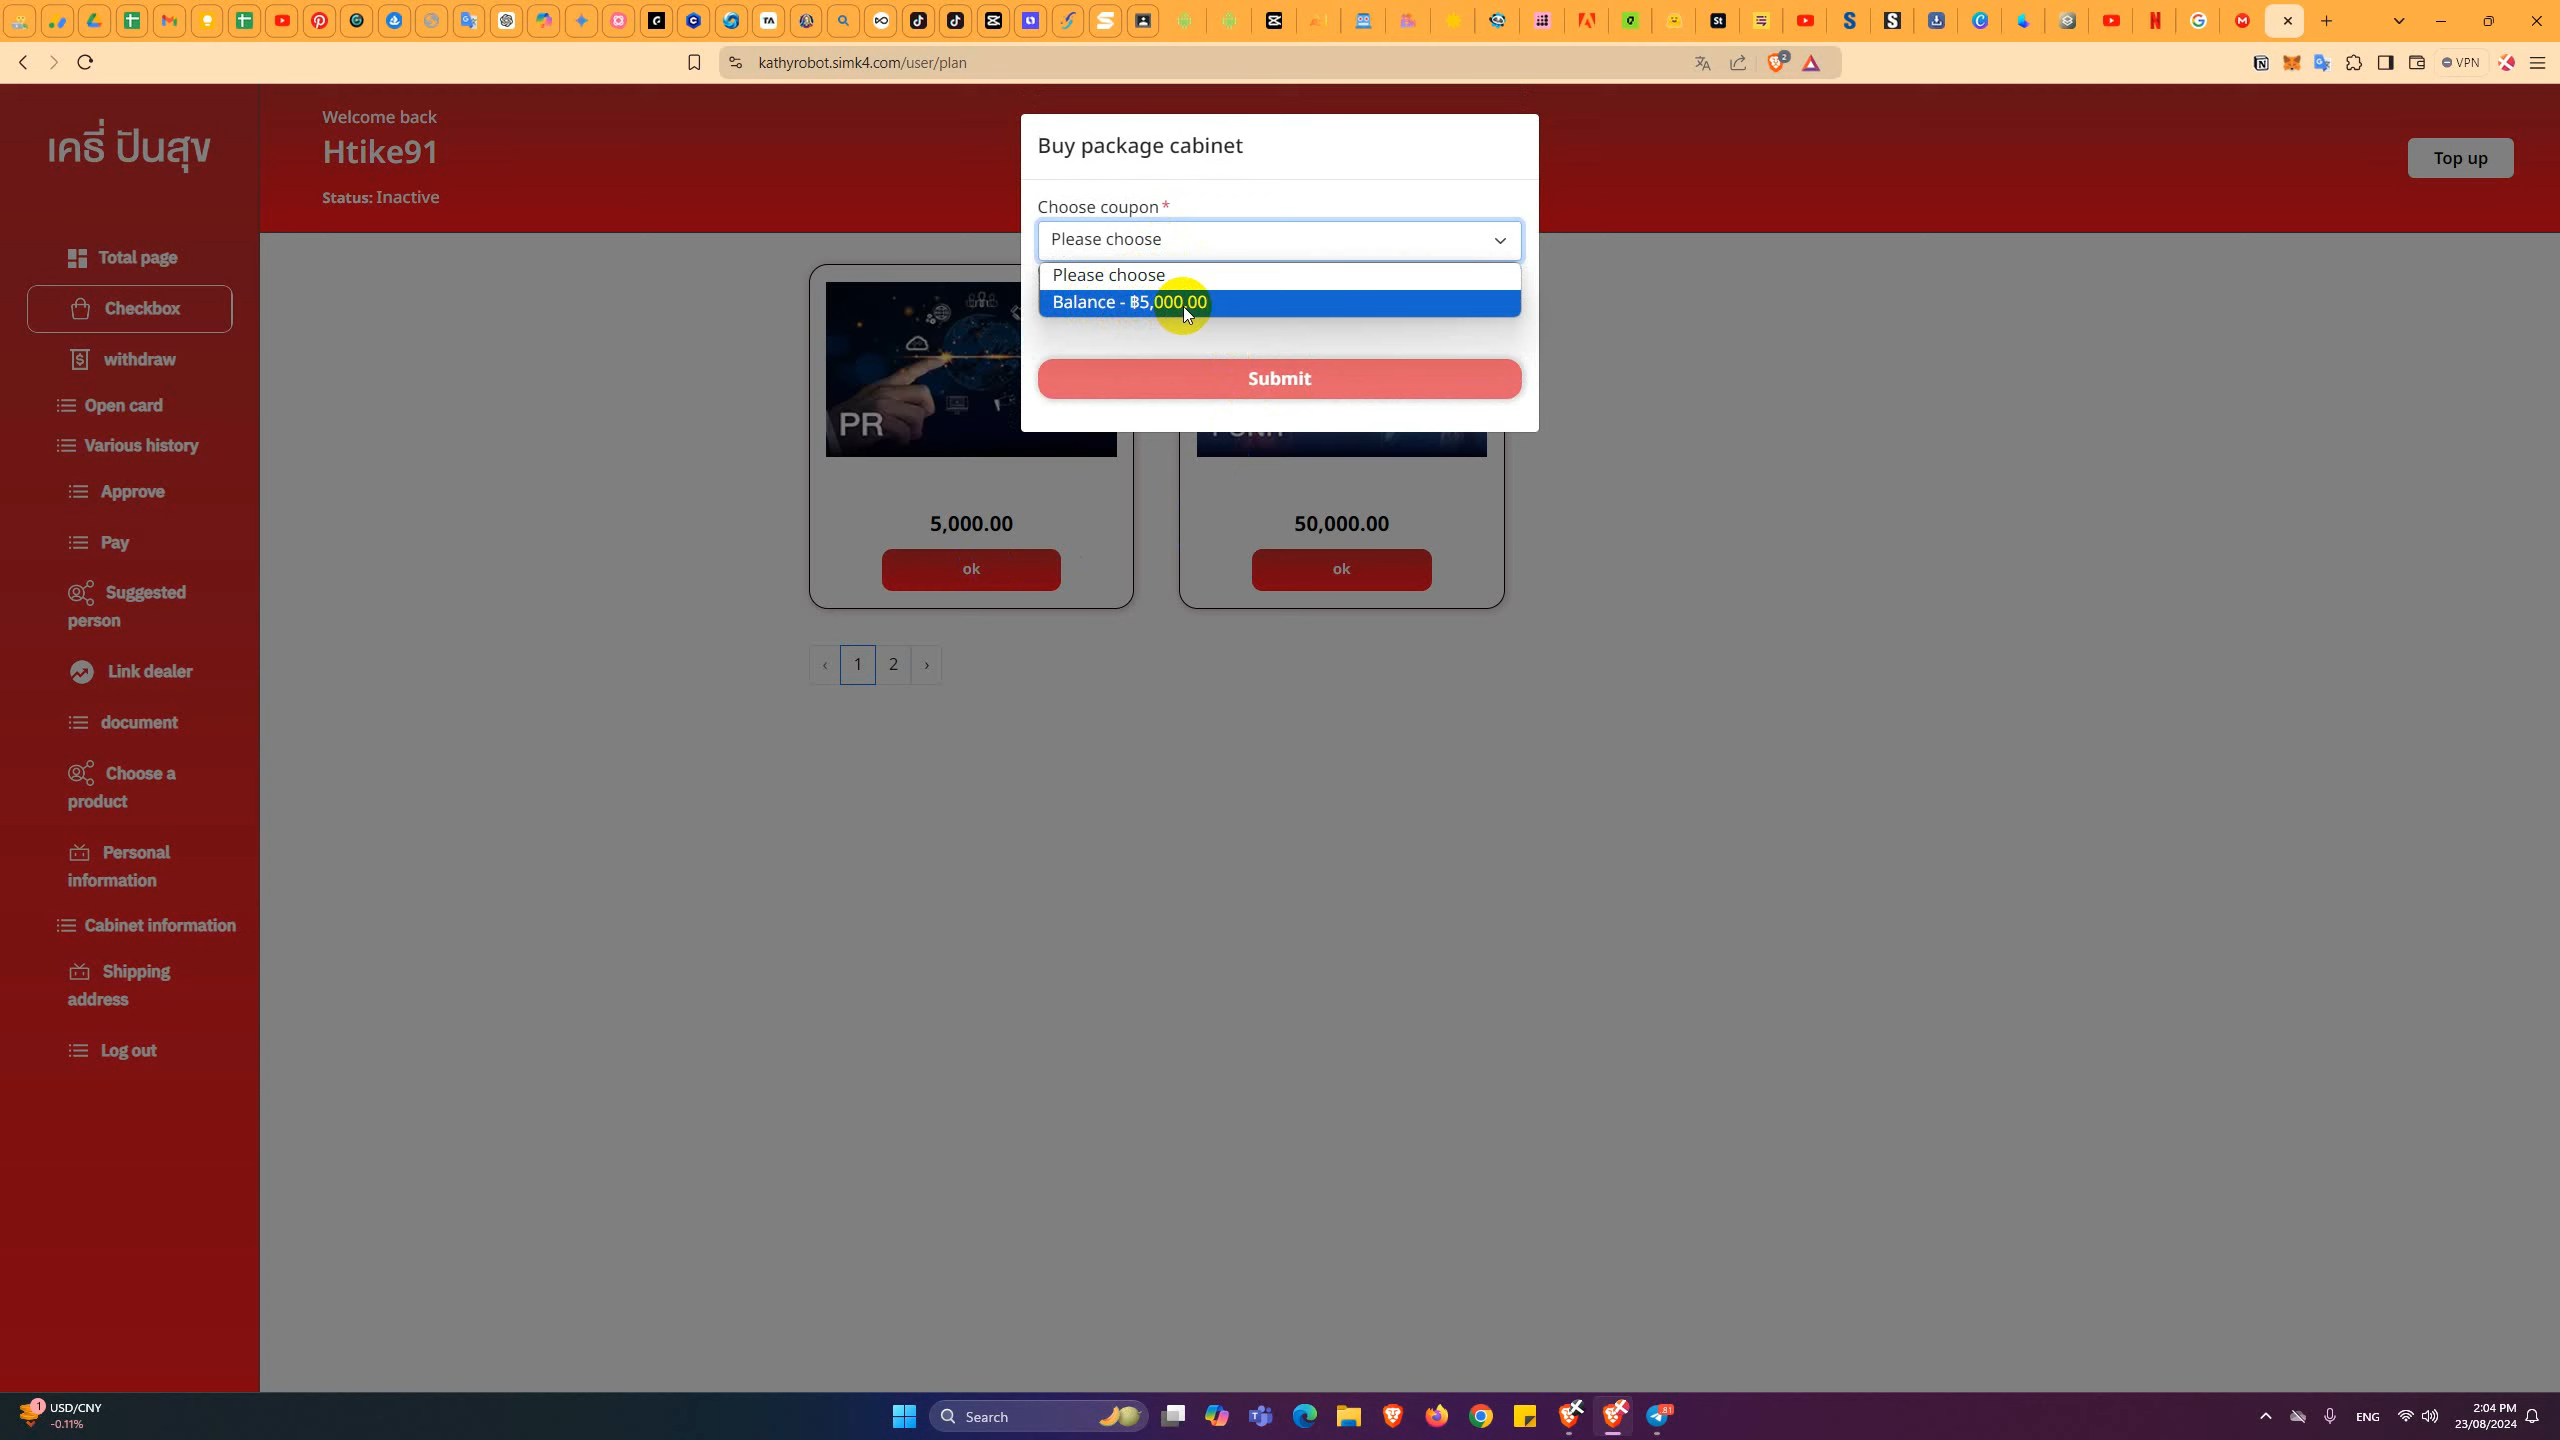 kathyrobot.simk4.com/user/plan
VPN
เคธี่ ปันสุข
Welcome back
Htike91
Status: Inactive
Top up
Total page
Checkbox
withdraw
Open card
Various history
Approve
Pay
Suggested
person
Link dealer
document
Choose a
product
Personal
information
Cabinet information
Shipping
address
Log out
Buy package cabinet
Choose coupon*
Please choose
Please choose
Balance - ฿5,000.00
Submit
PR
5,000.00
ok
50,000.00
ok
‹ 1 2 ›
USD/CNY
-0.11%
Search
ENG
2:04 PM
23/08/2024